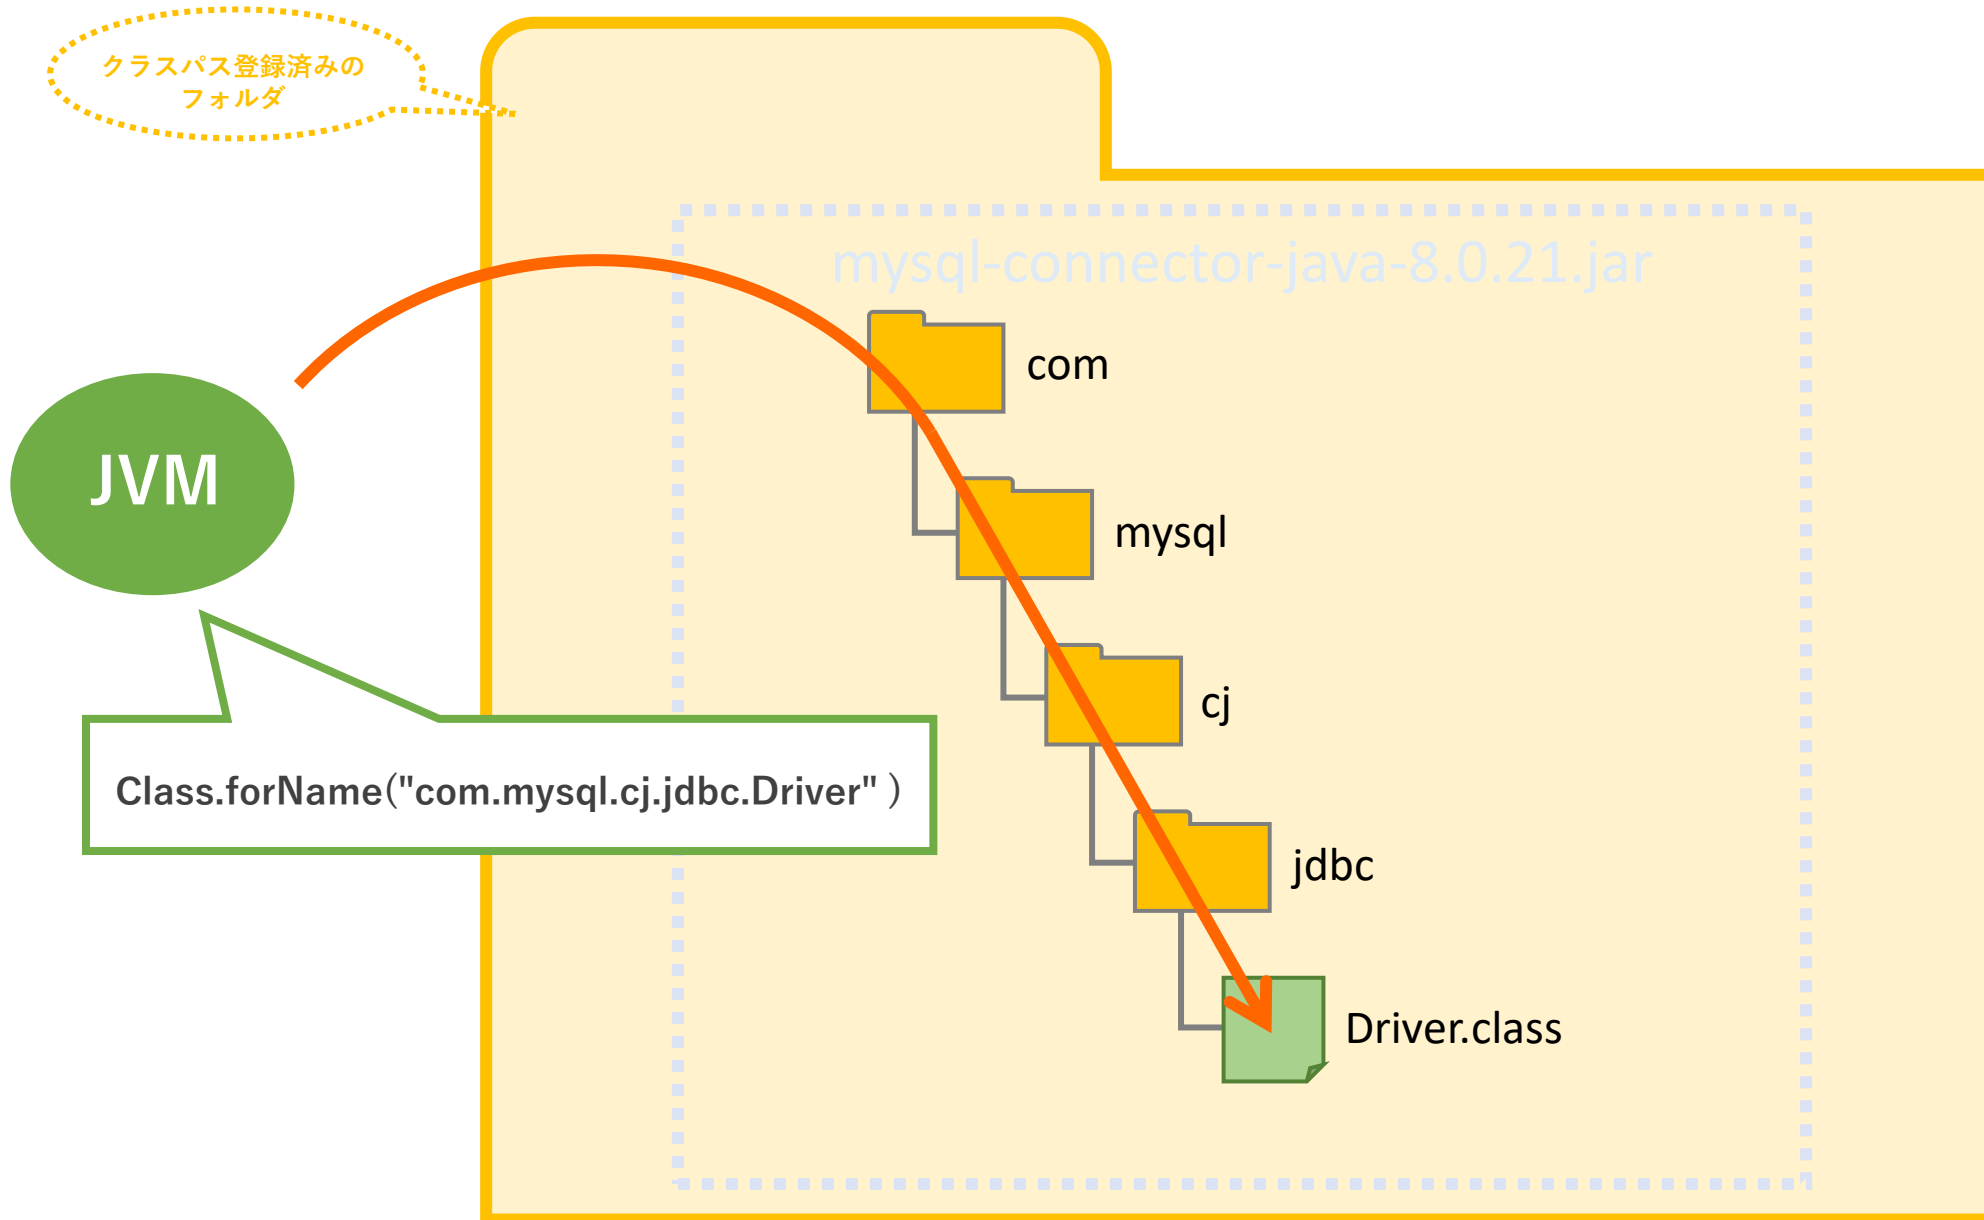 クラスパス登録済みの
フォルダ
mysql-connector-java-8.0.21.jar
com
JVM
mysql
cj
Class.forName("com.mysql.cj.jdbc.Driver" )
jdbc
Driver.class